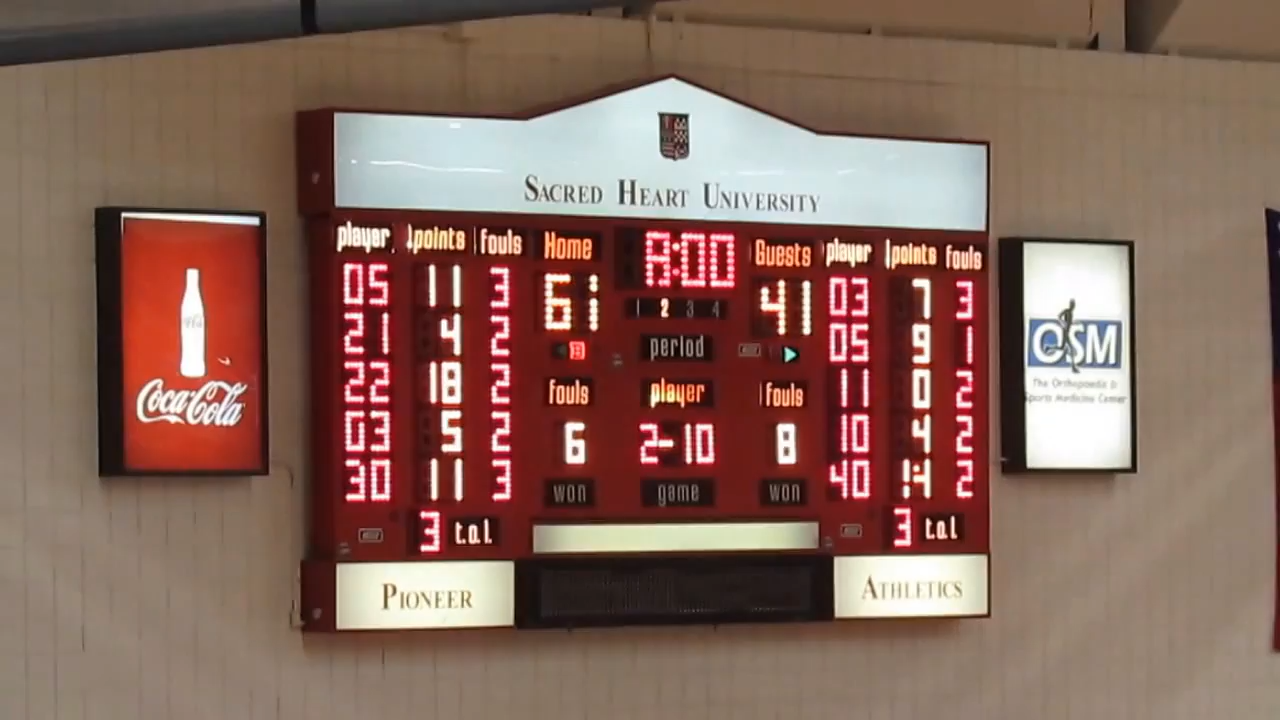 SACRED HEART UNIVERSITY
player points fouls Home 8:00 Guests player points fouls
05 11 3 61 41 03 7 3
1 2 3 4
21 4 2 B period 05 9 1
22 18 2 fouls player fouls 11 0 2
03 5 2 6 2-10 8 10 4 2
30 11 3 won game won 40 14 2
3 t.o.l 3 t.o.l
PIONEER ATHLETICS
Coca-Cola
OSM
The Orthopaedic &
Sports Medicine Center